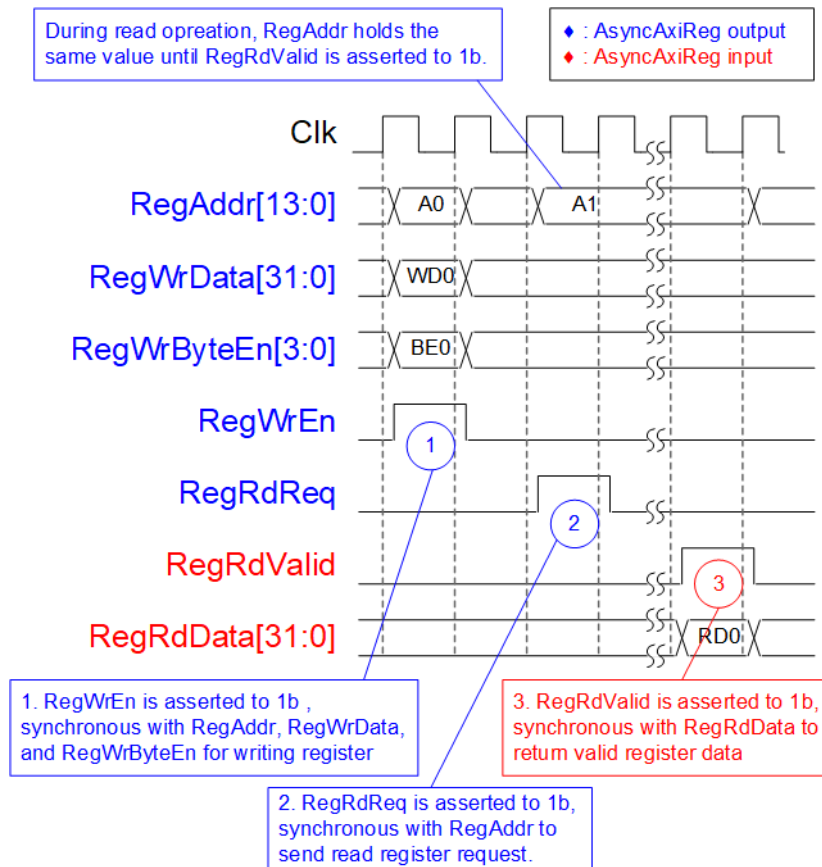 During read opreation, RegAddr holds the
same value until RegRdValid is asserted to 1b.
♦ : AsyncAxiReg output
♦ : AsyncAxiReg input
Clk
RegAddr[13:0]
A0
A1
RegWrData[31:0]
WD0
RegWrByteEn[3:0]
BE0
RegWrEn
1
RegRdReq
2
RegRdValid
3
RegRdData[31:0]
RD0
1. RegWrEn is asserted to 1b ,
synchronous with RegAddr, RegWrData,
and RegWrByteEn for writing register
3. RegRdValid is asserted to 1b,
synchronous with RegRdData to
return valid register data
2. RegRdReq is asserted to 1b,
synchronous with RegAddr to
send read register request.